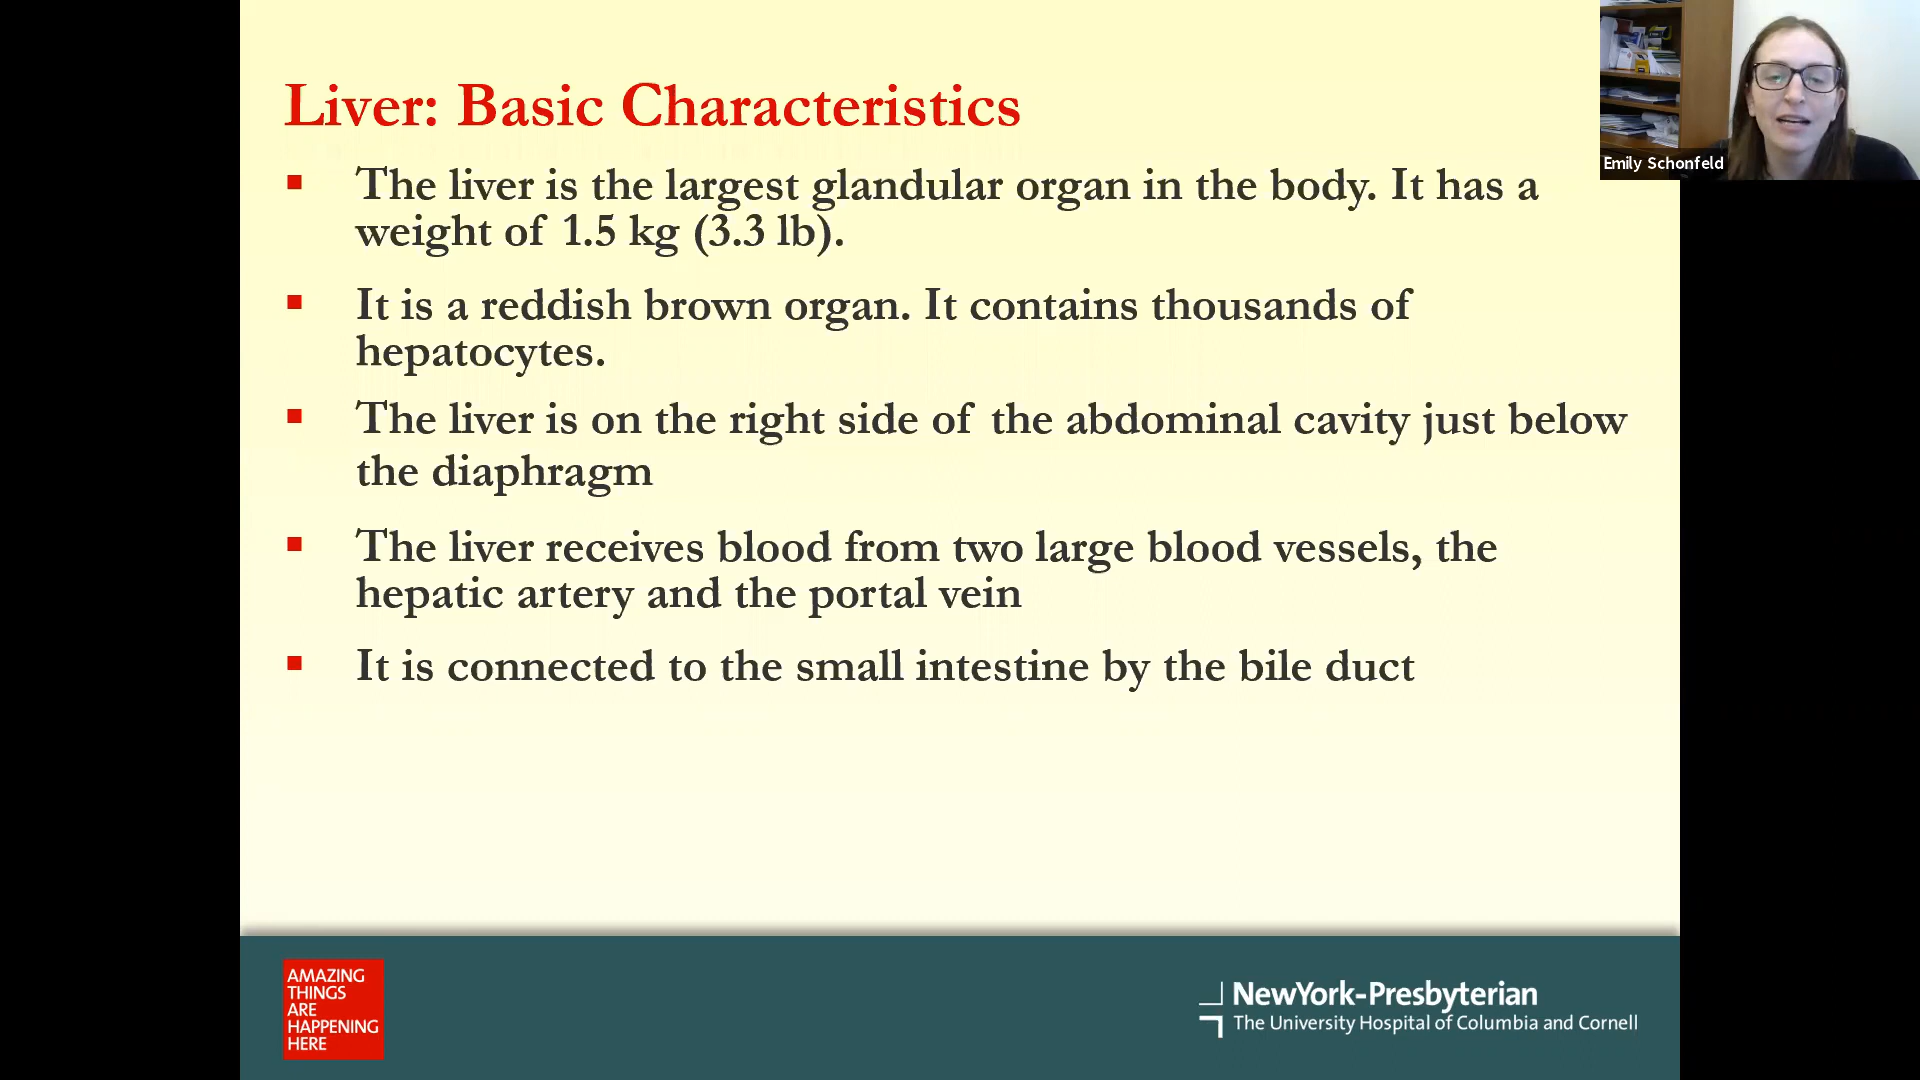 Liver: Basic Characteristics
The liver is the largest glandular organ in the body. It has a
weight of 1.5 kg (3.3 lb).
It is a reddish brown organ. It contains thousands of
hepatocytes.
The liver is on the right side of the abdominal cavity just below
the diaphragm
The liver receives blood from two large blood vessels, the
hepatic artery and the portal vein
It is connected to the small intestine by the bile duct
Emily Schonfeld
AMAZING
THINGS
ARE
HAPPENING
HERE
NewYork-Presbyterian
The University Hospital of Columbia and Cornell